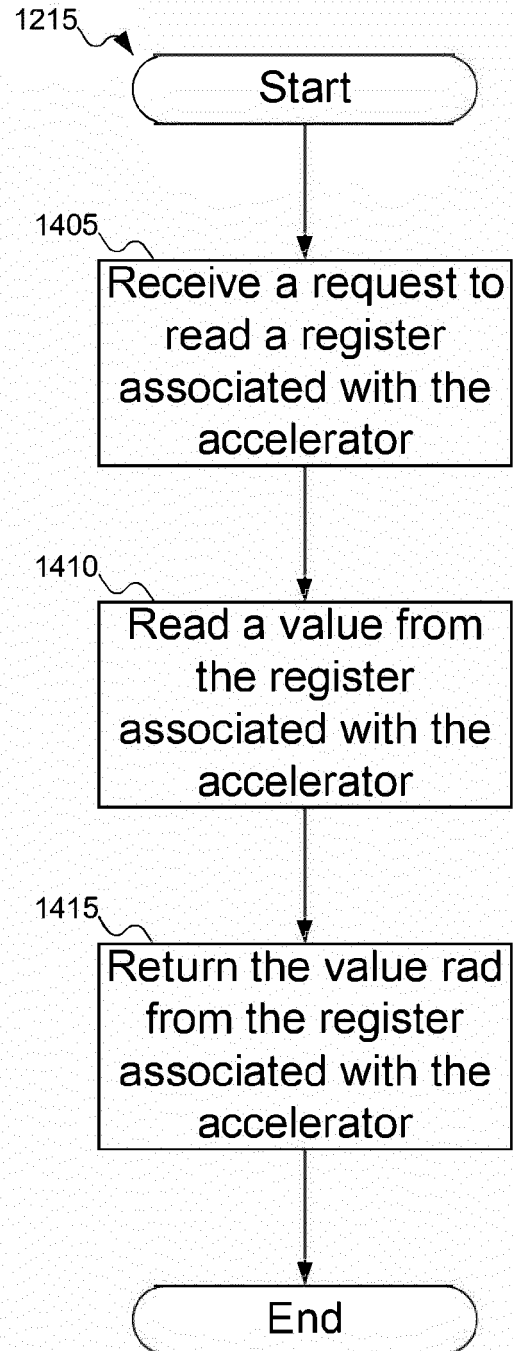 1215
Start
1405
Receive a request to
read a register
associated with the
accelerator
1410
Read a value from
the register
associated with the
accelerator
1415
Return the value rad
from the register
associated with the
accelerator
End